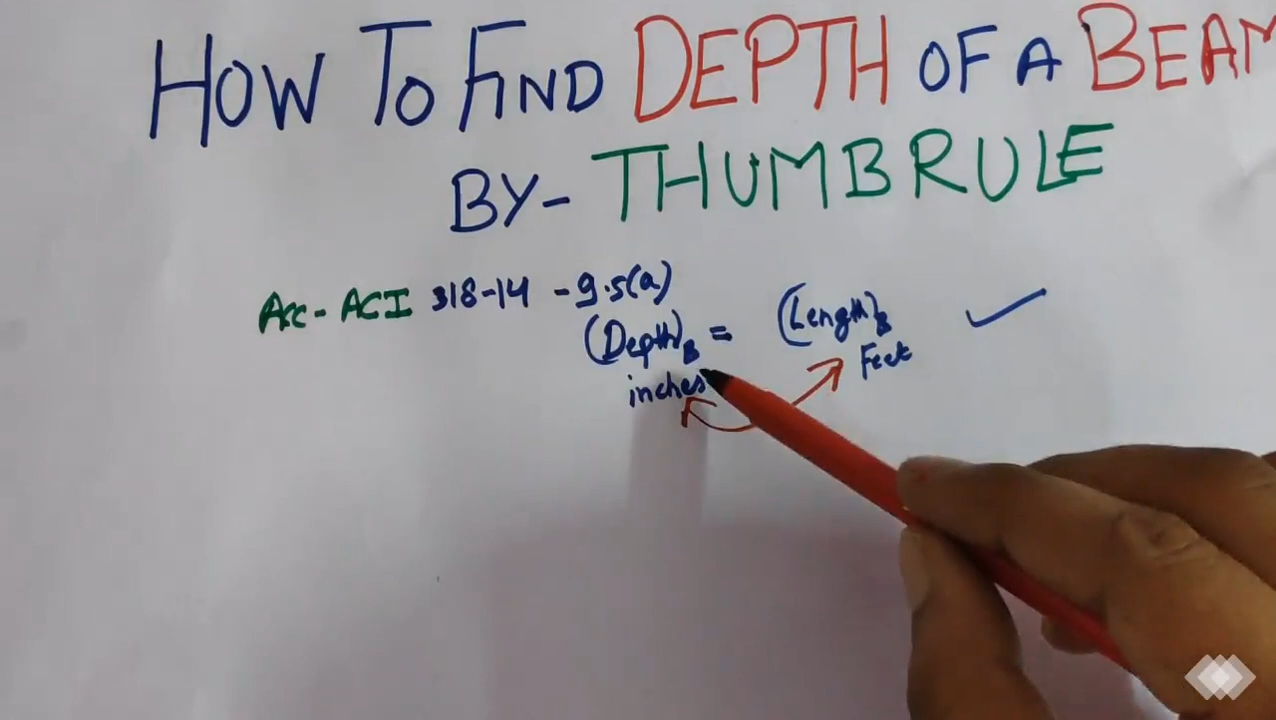 HOW TO FIND DEPTH OF A BEAM
BY- THUMBRULE
Acc- ACI 318-14 - 9.5(a)
(Depth)B = (Length)B
inches Feet